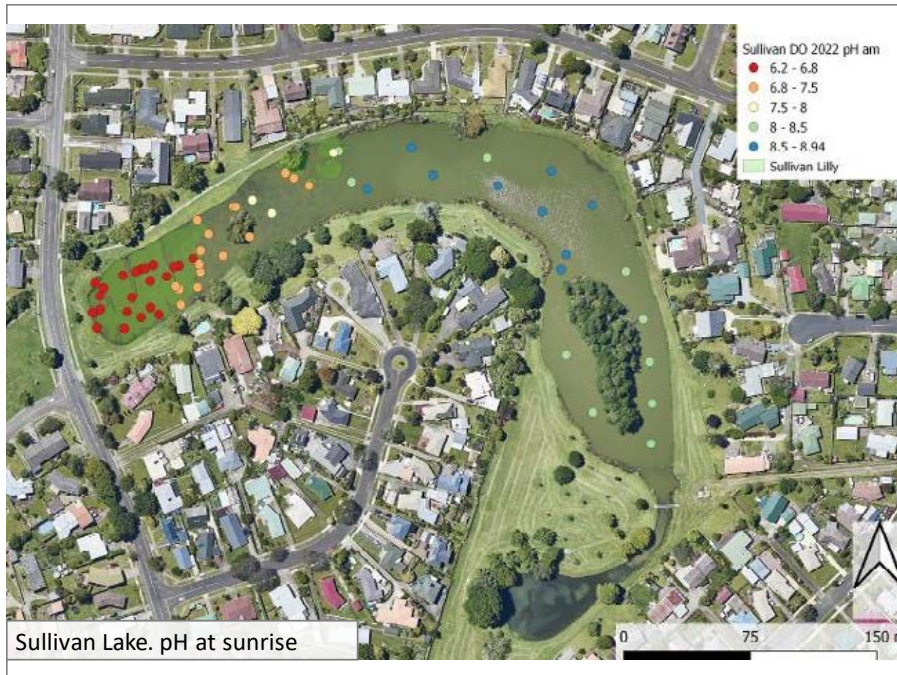 Sullivan DO 2022 pH am
6.2 - 6.8
6.8 - 7.5
7.5 - 8
8 - 8.5
8.5 - 8.94
Sullivan Lilly
Sullivan Lake. pH at sunrise
0 75 150 m